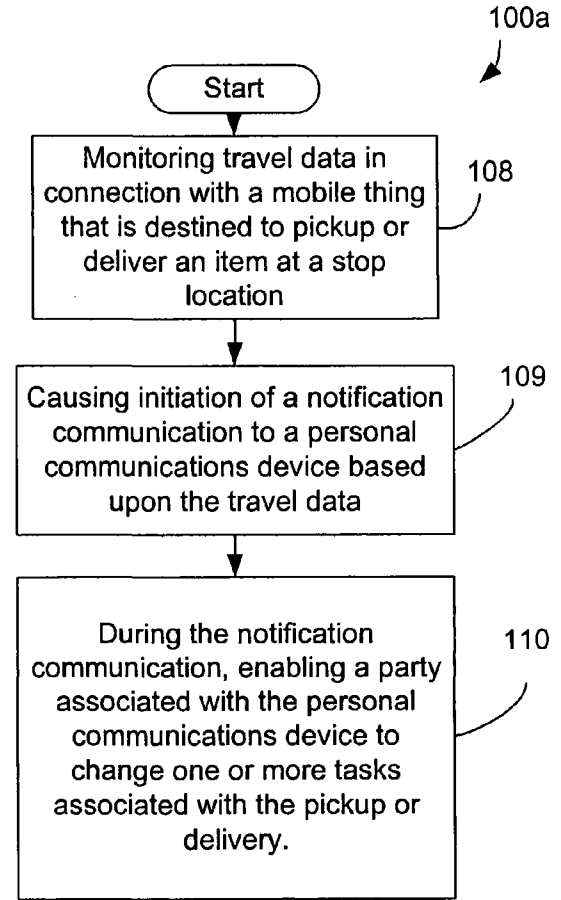 100a
Start
Monitoring travel data in
connection with a mobile thing
that is destined to pickup or
deliver an item at a stop
location
108
Causing initiation of a notification
communication to a personal
communications device based
upon the travel data
109
During the notification
communication, enabling a party
associated with the personal
communications device to
change one or more tasks
associated with the pickup or
delivery.
110